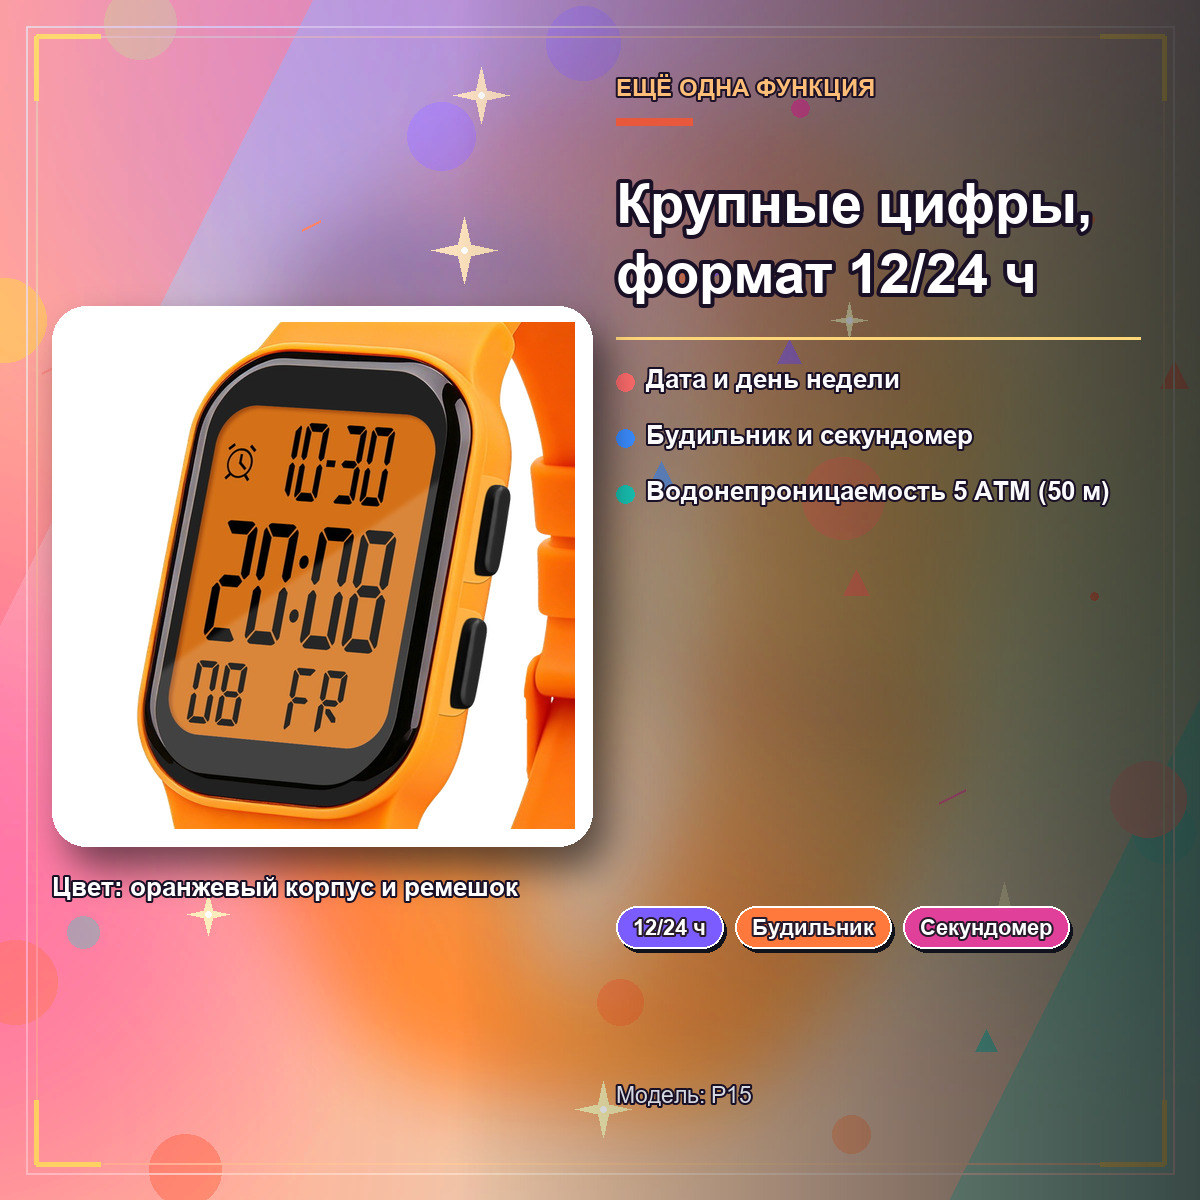 ЕЩЁ ОДНА ФУНКЦИЯ
Крупные цифры,
формат 12/24 ч
Дата и день недели
Будильник и секундомер
Водонепроницаемость 5 АТМ (50 м)
10-30
20:08
08 FR
Цвет: оранжевый корпус и ремешок
12/24 ч Будильник Секундомер
Модель: P15